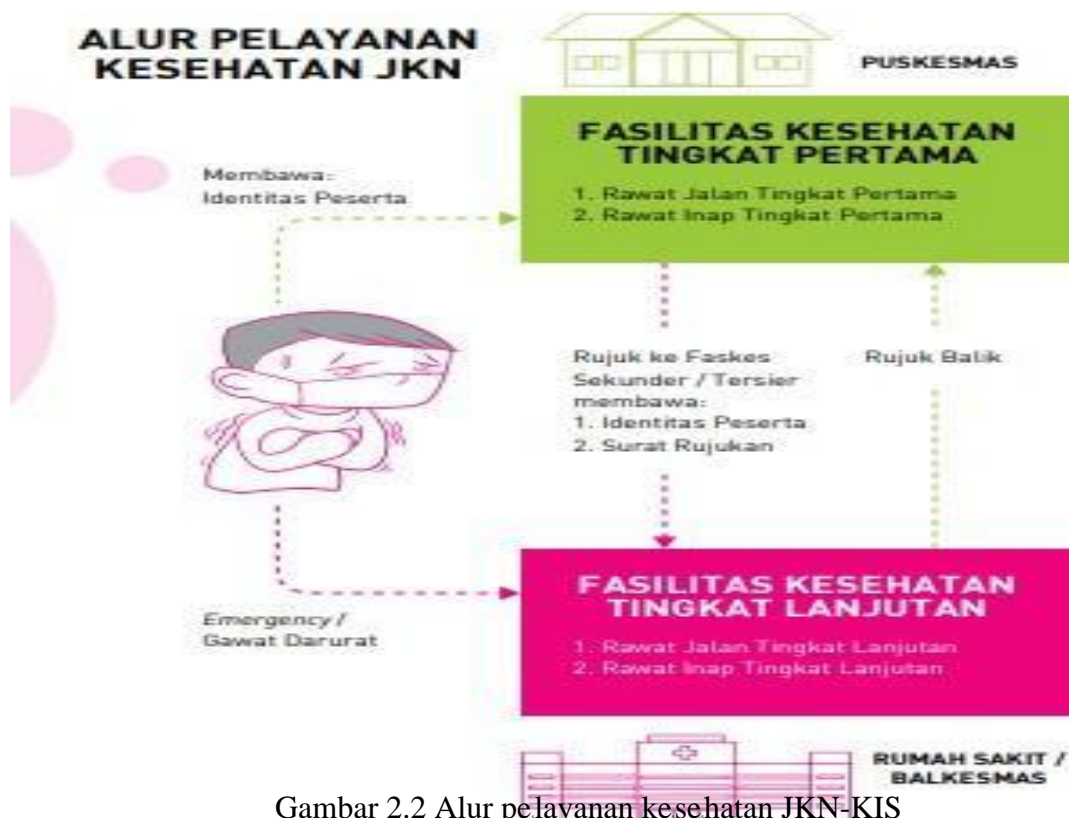 ALUR PELAYANAN
KESEHATAN JKN
PUSKESMAS
FASILITAS KESEHATAN
TINGKAT PERTAMA
1. Rawat Jalan Tingkat Pertama
2. Rawat Inap Tingkat Pertama
Membawa:
Identitas Peserta
Rujuk ke Faskes
Sekunder / Tersier
membawa:
1. Identitas Peserta
2. Surat Rujukan
Rujuk Balik
Emergency /
Gawat Darurat
FASILITAS KESEHATAN
TINGKAT LANJUTAN
1. Rawat Jalan Tingkat Lanjutan
2. Rawat Inap Tingkat Lanjutan
RUMAH SAKIT /
BALKESMAS
Gambar 2.2 Alur pelayanan kesehatan JKN-KIS